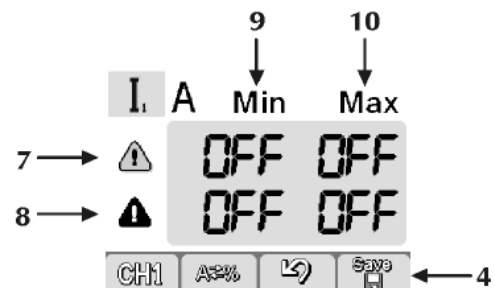 9 10
I₁ A Min Max
7 OFF OFF
8 OFF OFF
CH1 A⇄% Save 4